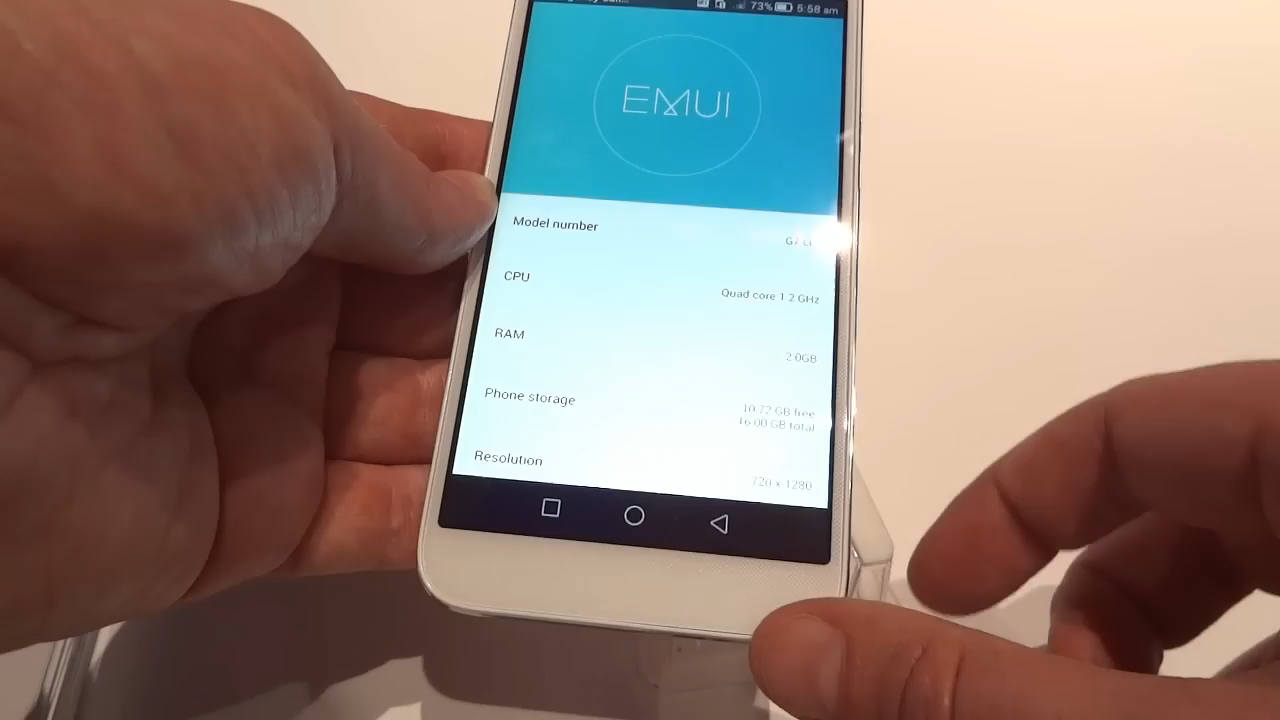 73% 5:58 am
EMUI
Model number
CPU
Quad core 1.2 GHz
RAM
2.0GB
Phone storage
10.72 GB free
16.00 GB total
Resolution
720 x 1280